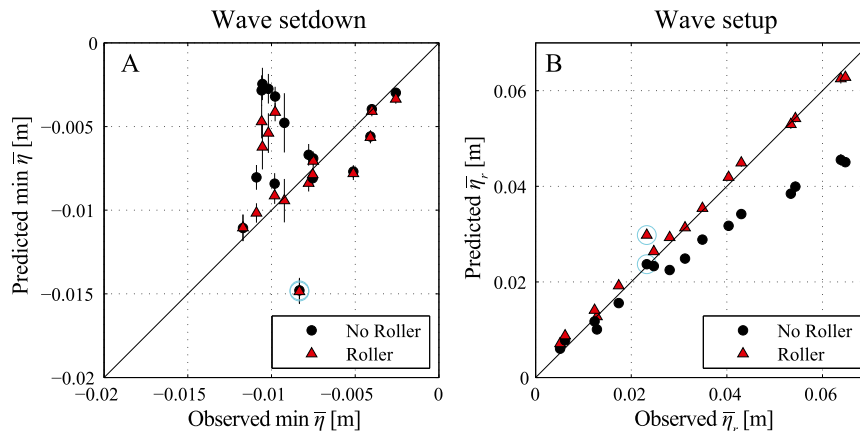 Wave setdown
A
0
−0.005
−0.01
−0.015
−0.02
Predicted min η̅ [m]
No Roller
Roller
−0.02
−0.015
−0.01
−0.005
0
Observed min η̅ [m]
Wave setup
B
0.06
0.04
0.02
0
Predicted η̅r [m]
No Roller
Roller
0
0.02
0.04
0.06
Observed η̅r [m]